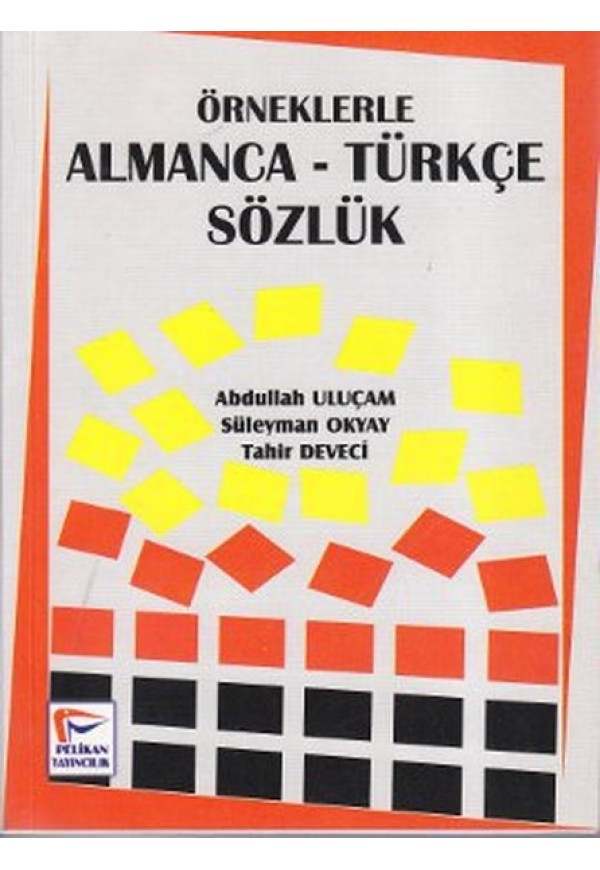 ÖRNEKLERLE
ALMANCA - TÜRKÇE
SÖZLÜK
Abdullah ULUÇAM
Süleyman OKYAY
Tahir DEVECİ
PELİKAN
YAYINCILIK